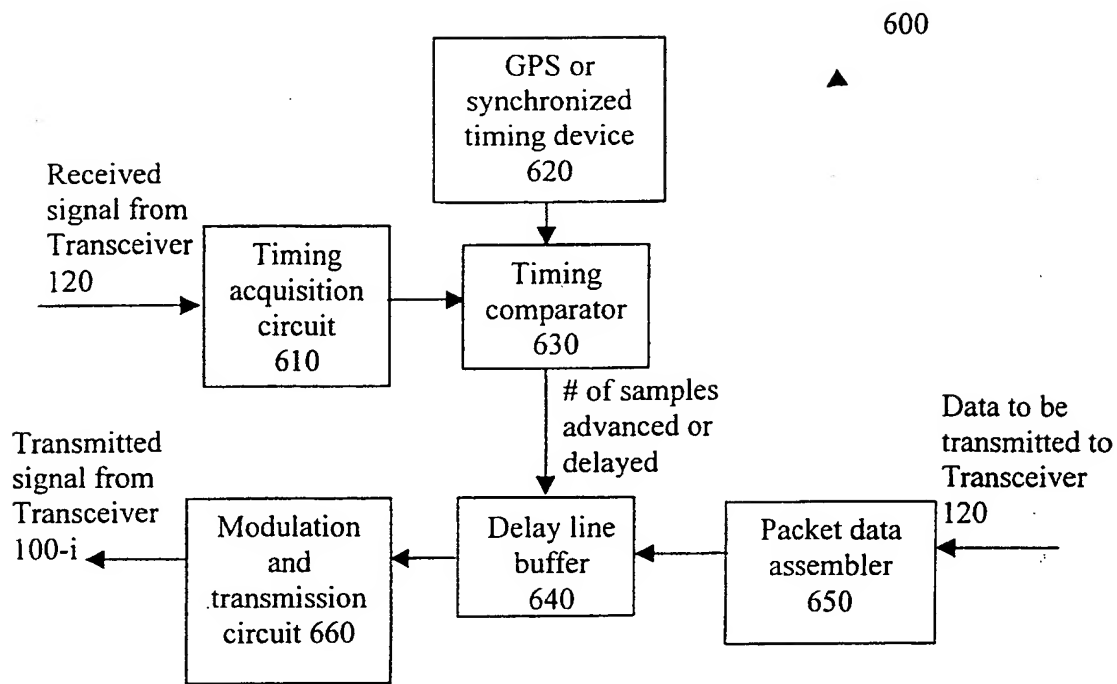 600
GPS or
synchronized
timing device
620
Received
signal from
Transceiver
120
Timing
acquisition
circuit
610
Timing
comparator
630
# of samples
advanced or
delayed
Data to be
transmitted to
Transceiver
120
Transmitted
signal from
Transceiver
100-i
Modulation
and
transmission
circuit 660
Delay line
buffer
640
Packet data
assembler
650